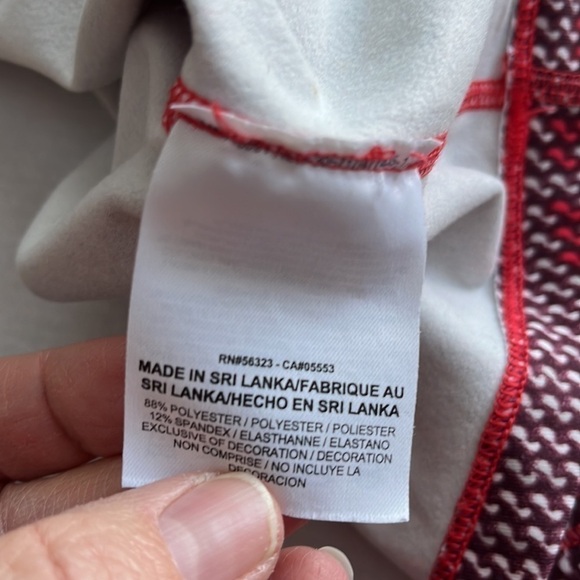 RN#56323 - CA#05553
MADE IN SRI LANKA/FABRIQUE AU
SRI LANKA/HECHO EN SRI LANKA
88% POLYESTER / POLYESTER / POLIESTER
12% SPANDEX / ELASTHANNE / ELASTANO
EXCLUSIVE OF DECORATION / DECORATION
NON COMPRISE / NO INCLUYE LA
DECORACION